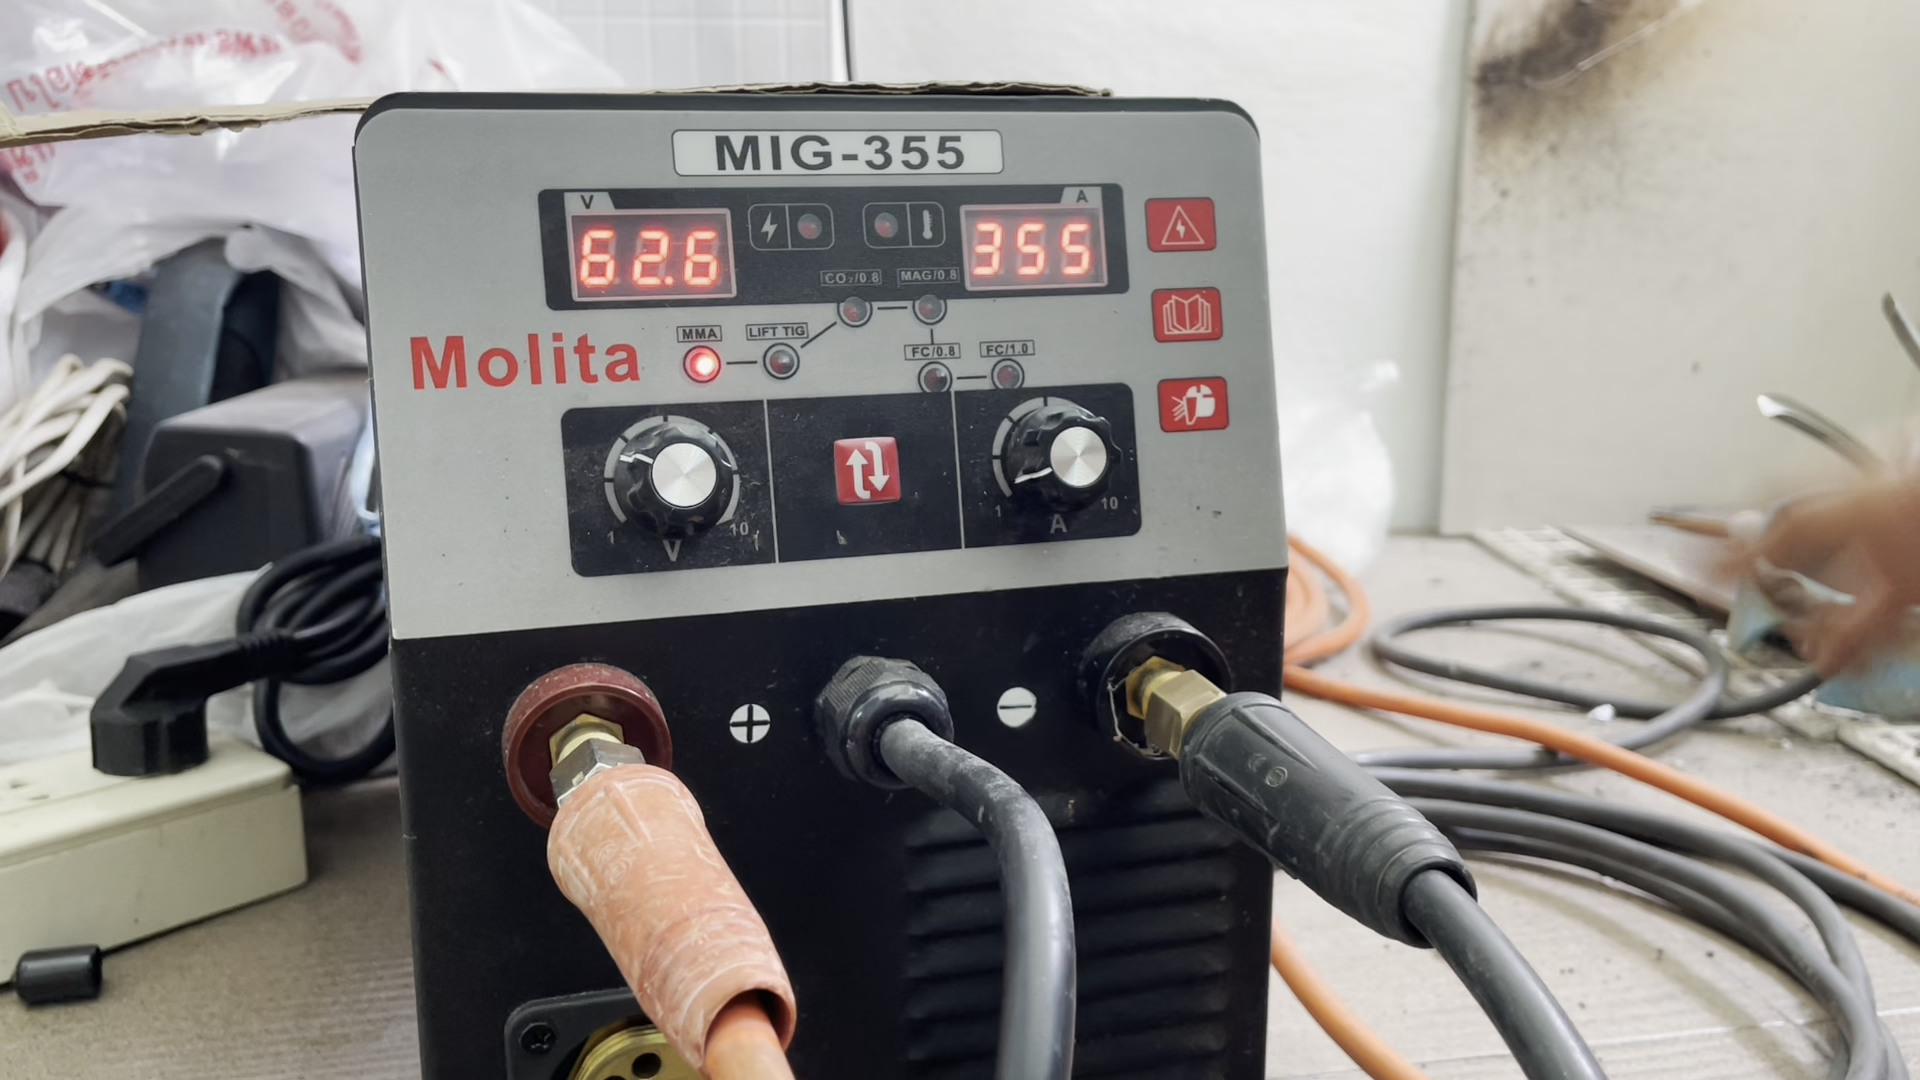 MIG-355
V
A
62.6
355
CO₂/0.8
MAG/0.8
MMA
LIFT TIG
FC/0.8
FC/1.0
Molita
1
10
V
1
10
A